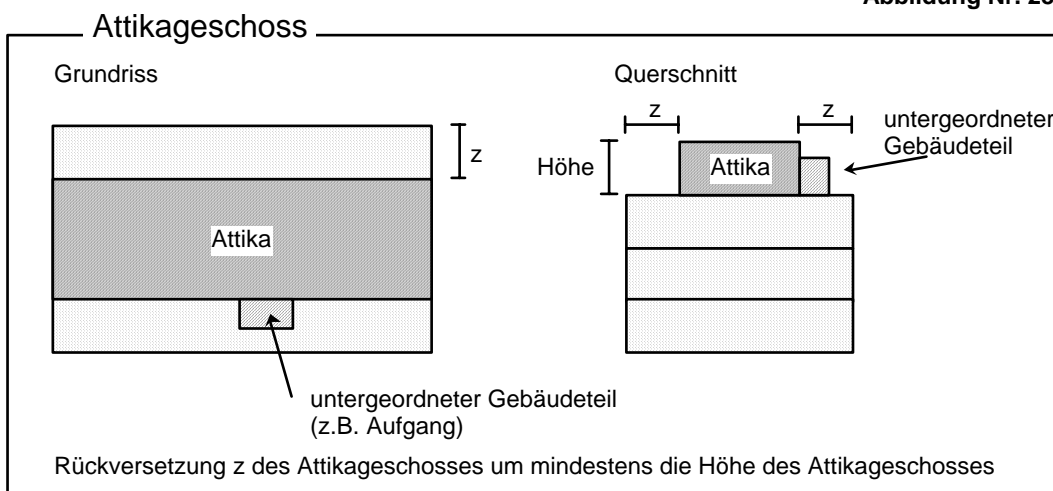 Abbildung Nr.
Attikageschoss
Grundriss
Querschnitt
z
z
z
untergeordneter
Gebäudeteil
Höhe
Attika
Attika
untergeordneter Gebäudeteil
(z.B. Aufgang)
Rückversetzung z des Attikageschosses um mindestens die Höhe des Attikageschosses